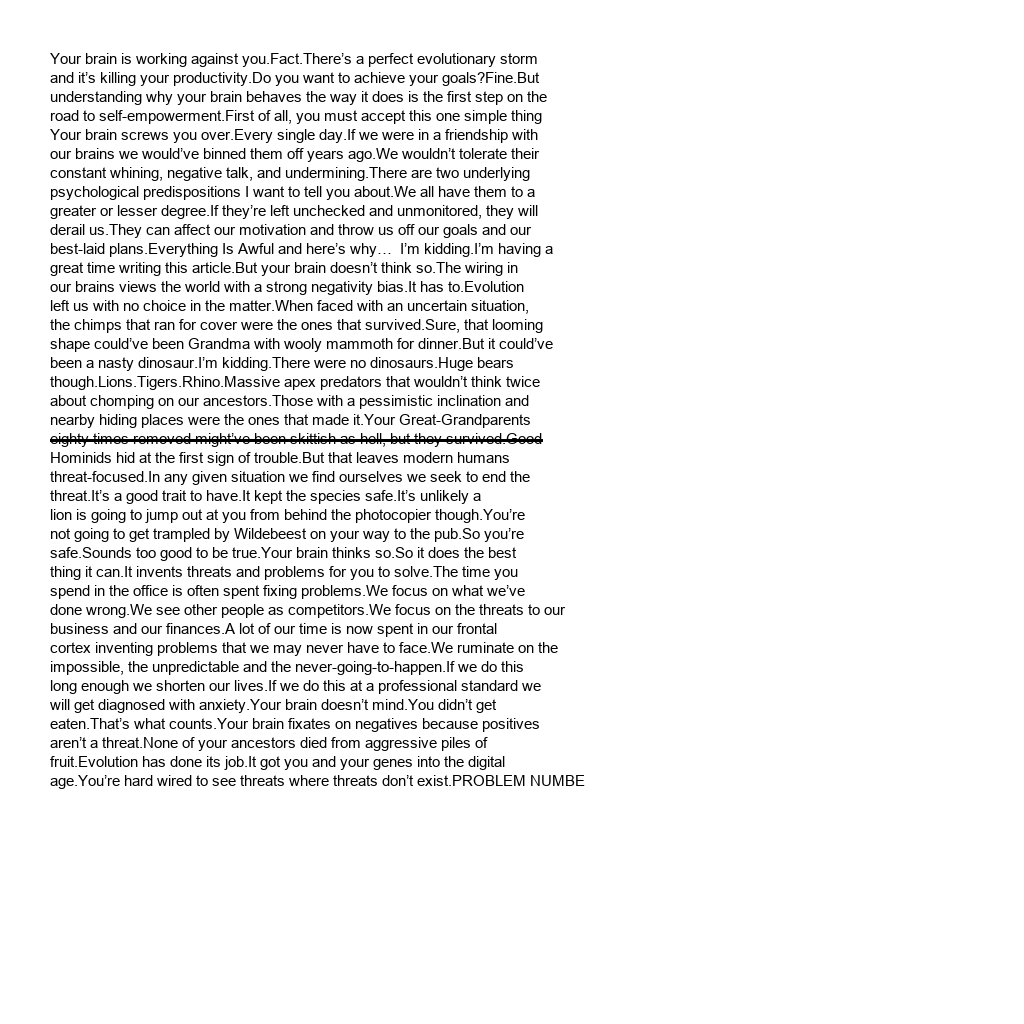 Your brain is working against you.Fact.There’s a perfect evolutionary storm
and it’s killing your productivity.Do you want to achieve your goals?Fine.But
understanding why your brain behaves the way it does is the first step on the
road to self-empowerment.First of all, you must accept this one simple thing
Your brain screws you over.Every single day.If we were in a friendship with
our brains we would’ve binned them off years ago.We wouldn’t tolerate their
constant whining, negative talk, and undermining.There are two underlying
psychological predispositions I want to tell you about.We all have them to a
greater or lesser degree.If they’re left unchecked and unmonitored, they will
derail us.They can affect our motivation and throw us off our goals and our
best-laid plans.Everything Is Awful and here’s why…  I’m kidding.I’m having a
great time writing this article.But your brain doesn’t think so.The wiring in
our brains views the world with a strong negativity bias.It has to.Evolution
left us with no choice in the matter.When faced with an uncertain situation,
the chimps that ran for cover were the ones that survived.Sure, that looming
shape could’ve been Grandma with wooly mammoth for dinner.But it could’ve
been a nasty dinosaur.I’m kidding.There were no dinosaurs.Huge bears
though.Lions.Tigers.Rhino.Massive apex predators that wouldn’t think twice
about chomping on our ancestors.Those with a pessimistic inclination and
nearby hiding places were the ones that made it.Your Great-Grandparents
eighty times removed might’ve been skittish as hell, but they survived.Good
Hominids hid at the first sign of trouble.But that leaves modern humans
threat-focused.In any given situation we find ourselves we seek to end the
threat.It’s a good trait to have.It kept the species safe.It’s unlikely a
lion is going to jump out at you from behind the photocopier though.You’re
not going to get trampled by Wildebeest on your way to the pub.So you’re
safe.Sounds too good to be true.Your brain thinks so.So it does the best
thing it can.It invents threats and problems for you to solve.The time you
spend in the office is often spent fixing problems.We focus on what we’ve
done wrong.We see other people as competitors.We focus on the threats to our
business and our finances.A lot of our time is now spent in our frontal
cortex inventing problems that we may never have to face.We ruminate on the
impossible, the unpredictable and the never-going-to-happen.If we do this
long enough we shorten our lives.If we do this at a professional standard we
will get diagnosed with anxiety.Your brain doesn’t mind.You didn’t get
eaten.That’s what counts.Your brain fixates on negatives because positives
aren’t a threat.None of your ancestors died from aggressive piles of
fruit.Evolution has done its job.It got you and your genes into the digital
age.You’re hard wired to see threats where threats don’t exist.PROBLEM NUMBE